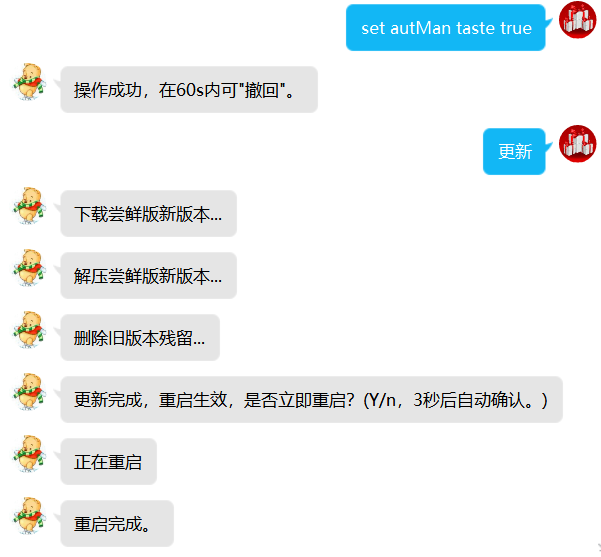 set autMan taste true
操作成功，在60s内可"撤回"。
更新
下载尝鲜版新版本...
解压尝鲜版新版本...
删除旧版本残留...
更新完成，重启生效，是否立即重启？(Y/n，3秒后自动确认。)
正在重启
重启完成。